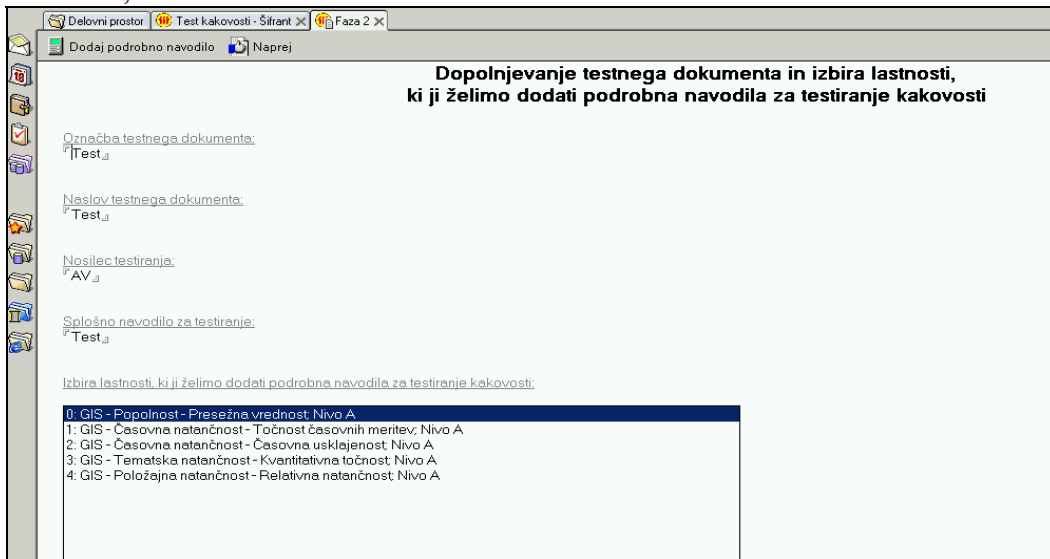 Delovni prostor Test kakovosti - Šifrant Faza 2
Dodaj podrobno navodilo Naprej
18
Dopolnjevanje testnega dokumenta in izbira lastnosti,
ki ji želimo dodati podrobna navodila za testiranje kakovosti
Označba testnega dokumenta:
Test
Naslov testnega dokumenta:
Test
Nosilec testiranja:
AV
Splošno navodilo za testiranje:
Test
Izbira lastnosti, ki ji želimo dodati podrobna navodila za testiranje kakovosti:
0: GIS - Popolnost - Presežna vrednost; Nivo A
1: GIS - Časovna natančnost - Točnost časovnih meritev; Nivo A
2: GIS - Časovna natančnost - Časovna usklajenost; Nivo A
3: GIS - Tematska natančnost - Kvantitativna točnost; Nivo A
4: GIS - Položajna natančnost - Relativna natančnost; Nivo A